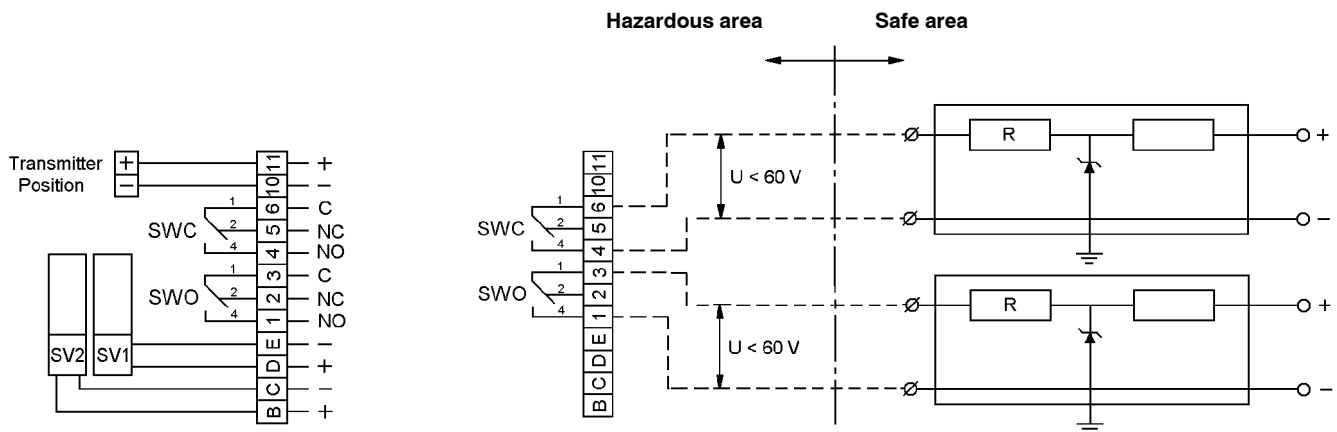 Hazardous area Safe area
Transmitter + 11 +
Position − 10 −
1 6 C
SWC 2 5 NC
4 4 NO
1 3 C
SWO 2 2 NC
4 1 NO
SV2 SV1 E −
D +
C −
B +
11
10
1 6
SWC 2 5
4 4
1 3
SWO 2 2
4 1
E
D
C
B
U < 60 V
U < 60 V
R +
−
R +
−